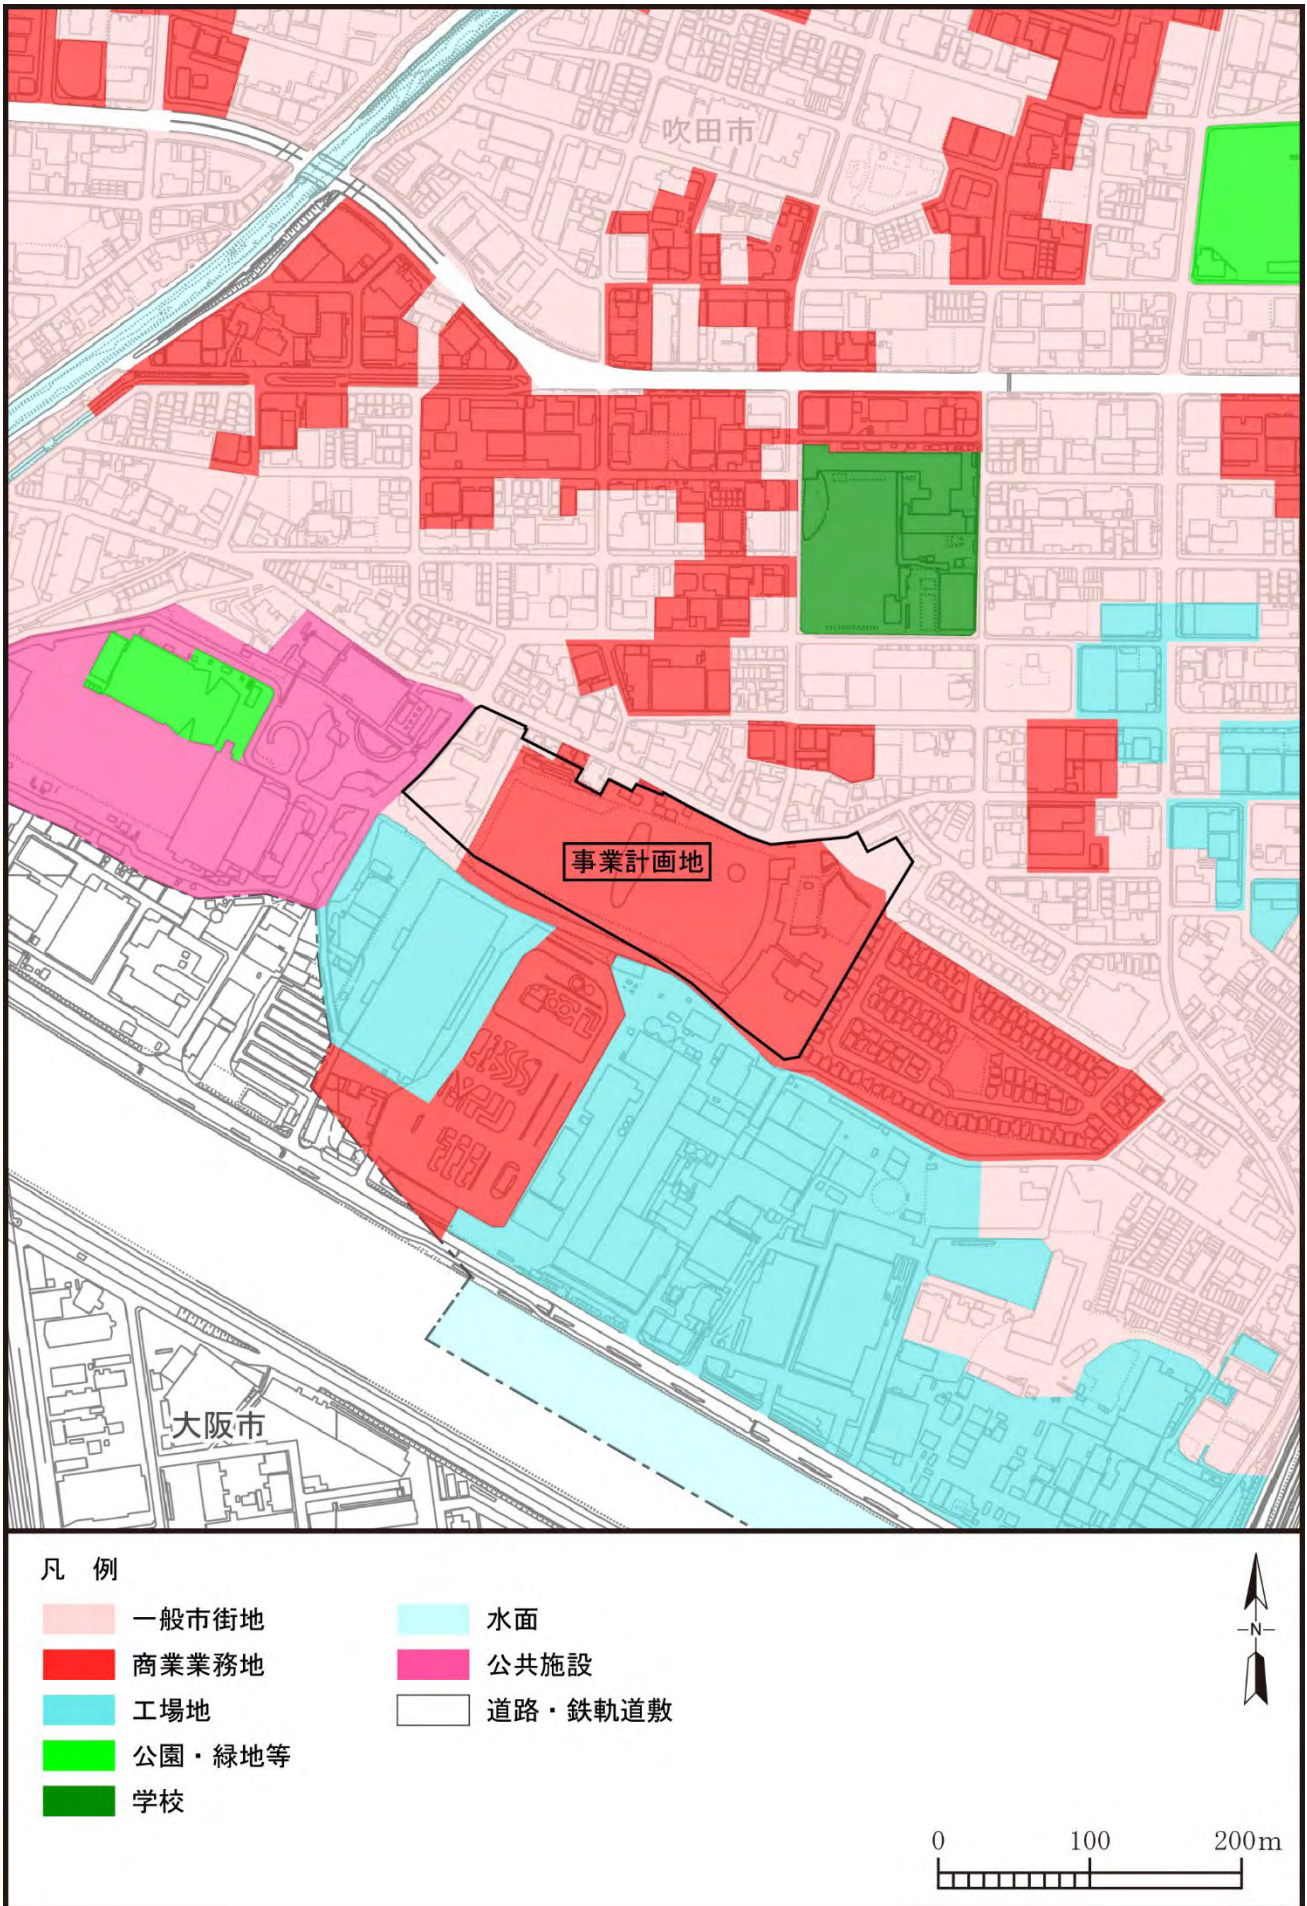 吹田市
事業計画地
大阪市
凡　例
一般市街地
商業業務地
工場地
公園・緑地等
学校
水面
公共施設
道路・鉄軌道敷
N
0 100 200m